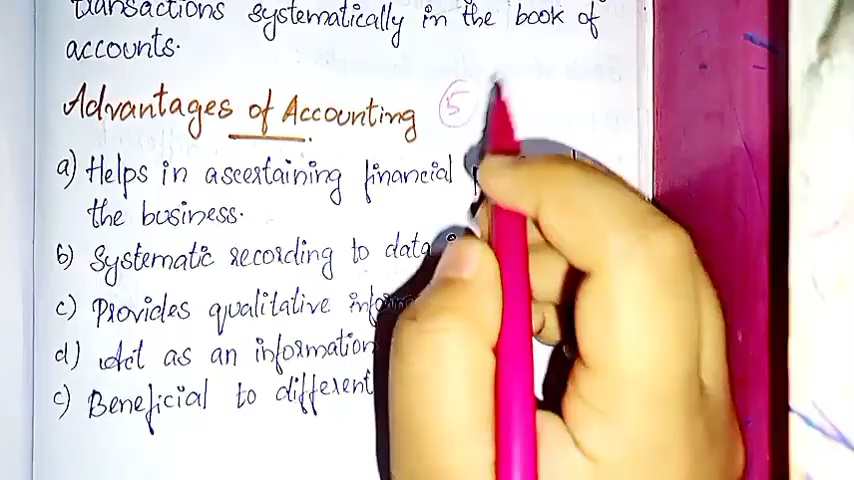 transactions systematically in the book of
accounts.
Advantages of Accounting 5
a) Helps in ascertaining financial
the business.
b) Systematic recording to data
c) Provides qualitative
d) Act as an information
c) Beneficial to different